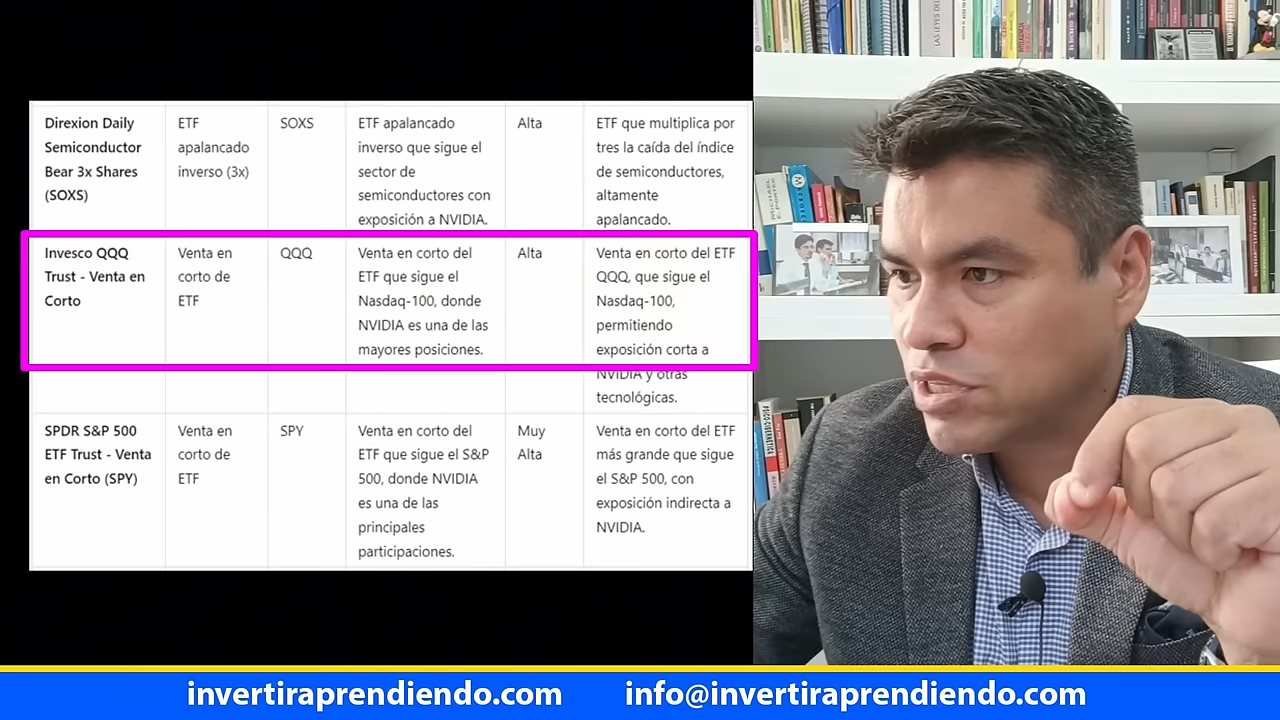 Direxion Daily
Semiconductor
Bear 3x Shares
(SOXS)
ETF
apalancado
inverso (3x)
SOXS
ETF apalancado
inverso que sigue el
sector de
semiconductores con
exposición a NVIDIA.
Alta
ETF que multiplica por
tres la caída del índice
de semiconductores,
altamente
apalancado.
Invesco QQQ
Trust - Venta en
Corto
Venta en
corto de
ETF
QQQ
Venta en corto del
ETF que sigue el
Nasdaq-100, donde
NVIDIA es una de las
mayores posiciones.
Alta
Venta en corto del ETF
QQQ, que sigue el
Nasdaq-100,
permitiendo
exposición corta a
NVIDIA y otras
tecnológicas.
SPDR S&P 500
ETF Trust - Venta
en Corto (SPY)
Venta en
corto de
ETF
SPY
Venta en corto del
ETF que sigue el S&P
500, donde NVIDIA
es una de las
principales
participaciones.
Muy
Alta
Venta en corto del ETF
más grande que sigue
el S&P 500, con
exposición indirecta a
NVIDIA.
invertiraprendiendo.com
info@invertiraprendiendo.com